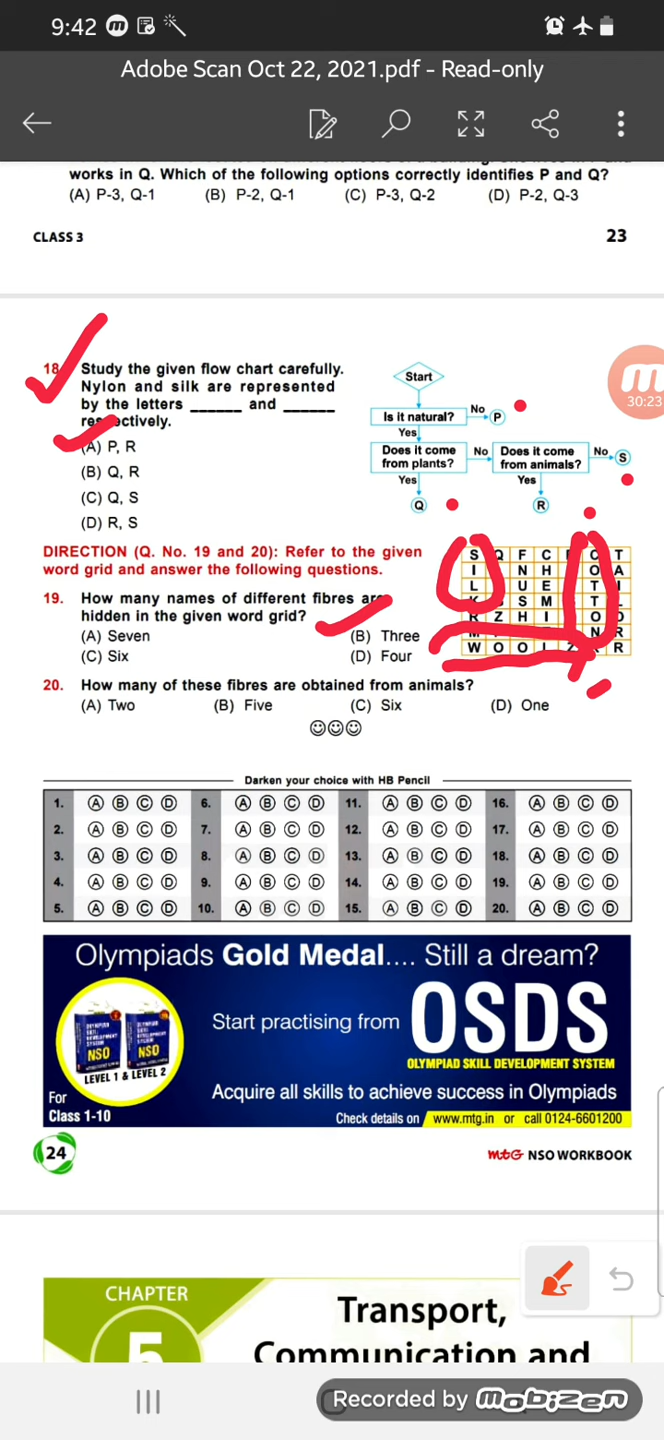 9:42
Adobe Scan Oct 22, 2021.pdf - Read-only
works in Q. Which of the following options correctly identifies P and Q?
(A) P-3, Q-1 (B) P-2, Q-1 (C) P-3, Q-2 (D) P-2, Q-3
CLASS 3 23
18. Study the given flow chart carefully.
Nylon and silk are represented
by the letters ______ and ______
respectively.
(A) P, R
(B) Q, R
(C) Q, S
(D) R, S
Start
Is it natural? No P
Yes
Does it come from plants? No Does it come from animals? No S
Yes Yes
Q R
DIRECTION (Q. No. 19 and 20): Refer to the given
word grid and answer the following questions.
19. How many names of different fibres are
hidden in the given word grid?
(A) Seven (B) Three
(C) Six (D) Four
S Q F C O T
I N H O A
L U E T I
K S M T L
R Z H I O D
M N R
W O O L Z R
20. How many of these fibres are obtained from animals?
(A) Two (B) Five (C) Six (D) One
Darken your choice with HB Pencil
1. A B C D 6. A B C D 11. A B C D 16. A B C D
2. A B C D 7. A B C D 12. A B C D 17. A B C D
3. A B C D 8. A B C D 13. A B C D 18. A B C D
4. A B C D 9. A B C D 14. A B C D 19. A B C D
5. A B C D 10. A B C D 15. A B C D 20. A B C D
Olympiads Gold Medal.... Still a dream?
Start practising from OSDS
OLYMPIAD SKILL DEVELOPMENT SYSTEM
NSO NSO
LEVEL 1 & LEVEL 2
For
Class 1-10
Acquire all skills to achieve success in Olympiads
Check details on www.mtg.in or call 0124-6601200
24 mtG NSO WORKBOOK
CHAPTER
5
Transport,
Communication and
30:23
Recorded by mobizen